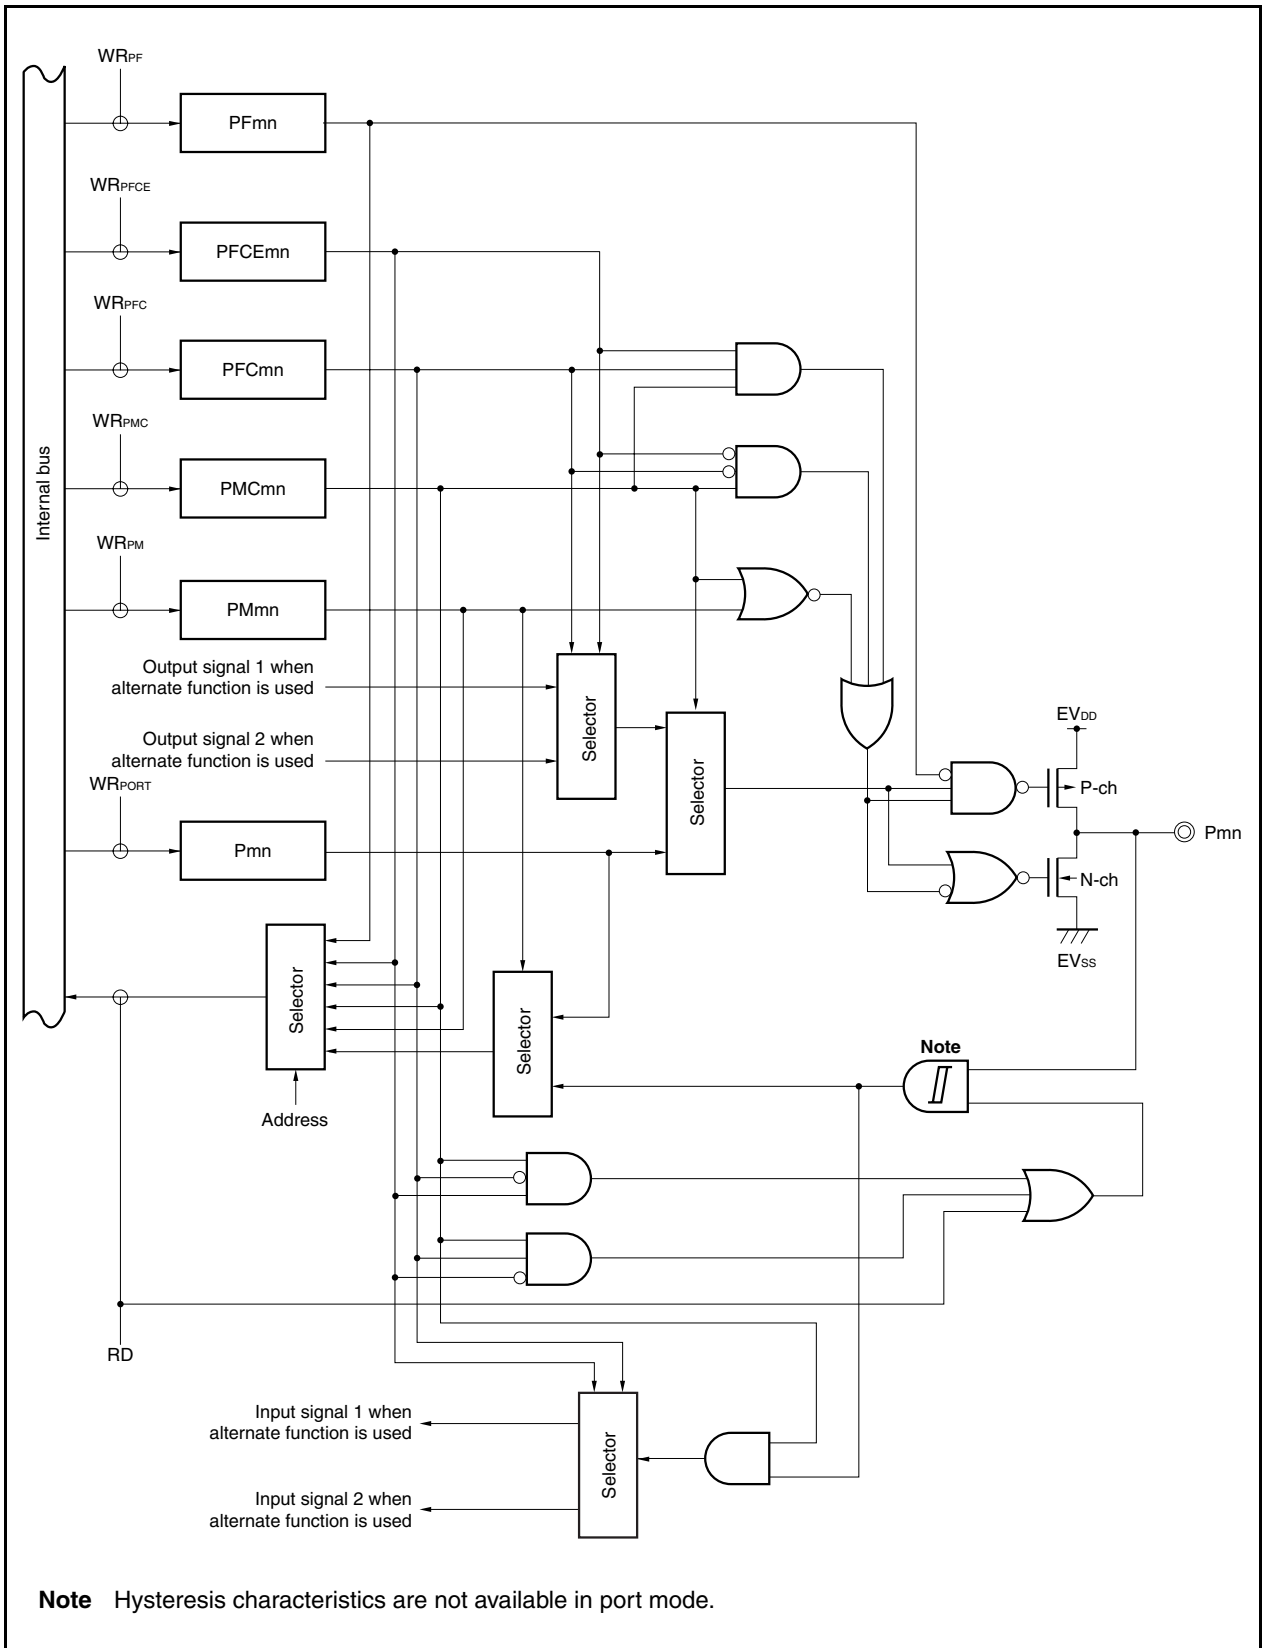 WRPF
PFmn
WRPFCE
PFCEmn
WRPFC
PFCmn
WRPMC
PMCmn
Internal bus
WRPM
PMmn
Output signal 1 when
alternate function is used
Output signal 2 when
alternate function is used
Selector
Selector
WRPORT
Pmn
EVDD
P-ch
Pmn
N-ch
EVSS
Selector
Address
Selector
Note
RD
Input signal 1 when
alternate function is used
Input signal 2 when
alternate function is used
Selector
Note Hysteresis characteristics are not available in port mode.